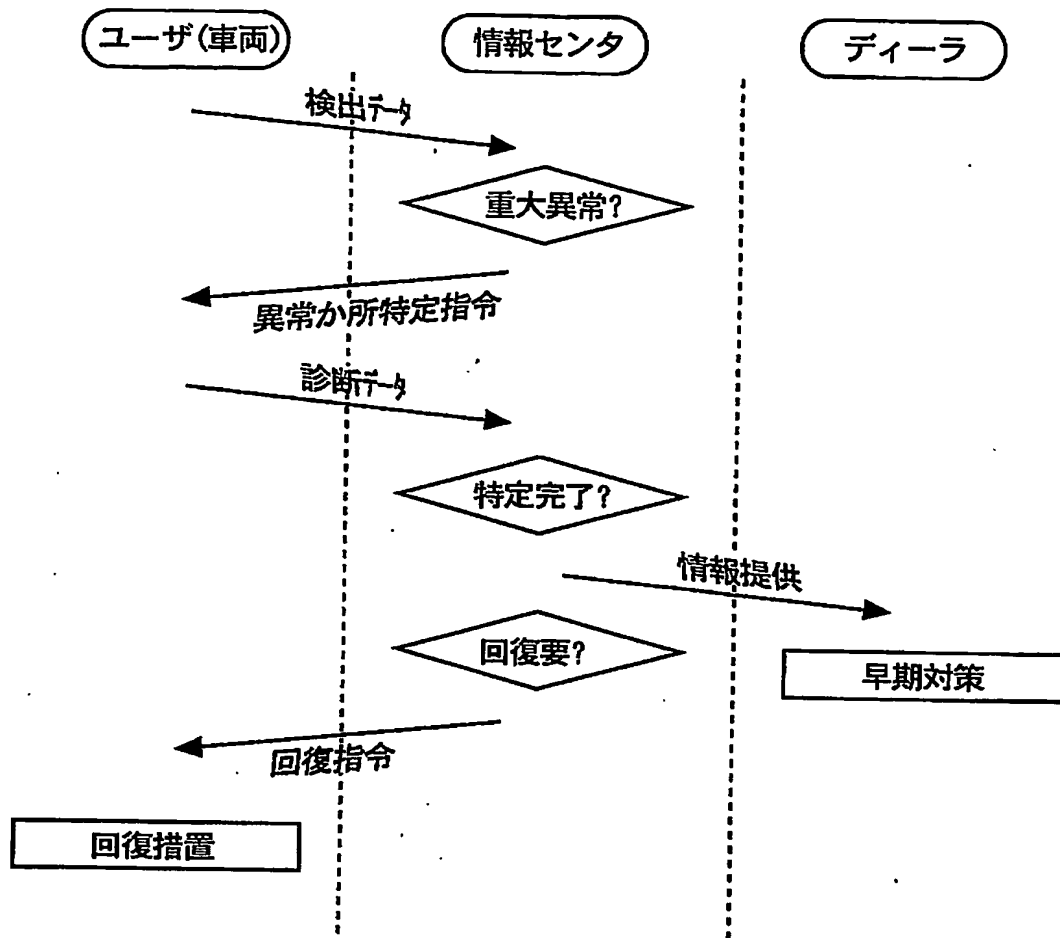 ユーザ(車両)
情報センタ
ディーラ
検出データ
重大異常?
異常か所特定指令
診断データ
特定完了?
情報提供
回復要?
早期対策
回復指令
回復措置